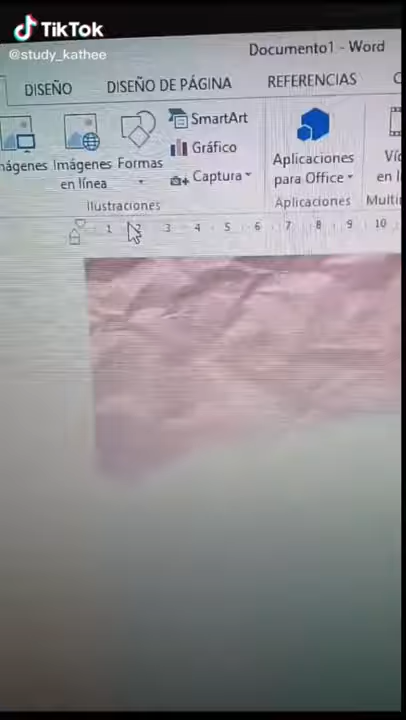 TikTok
@study_kathee
Documento1 - Word
DISEÑO
DISEÑO DE PÁGINA
REFERENCIAS
SmartArt
Gráfico
Captura
Imágenes
en línea
Formas
Aplicaciones
para Office
en l
Ilustraciones
Aplicaciones
1 2 3 4 5 6 7 8 9 10